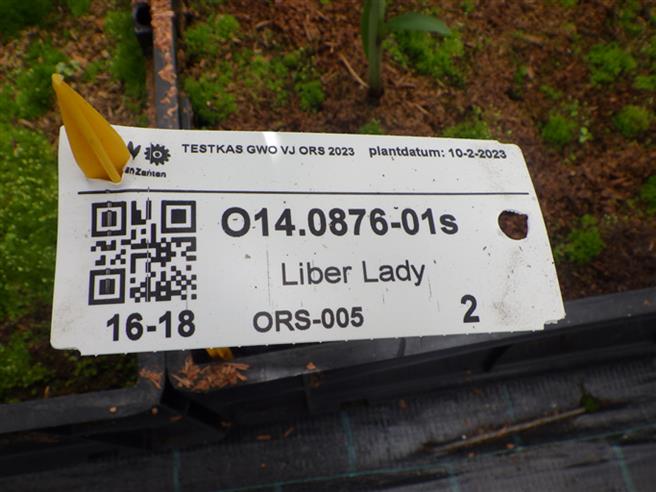 TESTKAS GWO VJ ORS 2023 plantdatum: 10-2-2023
O14.0876-01s
Liber Lady
16-18 ORS-005 2